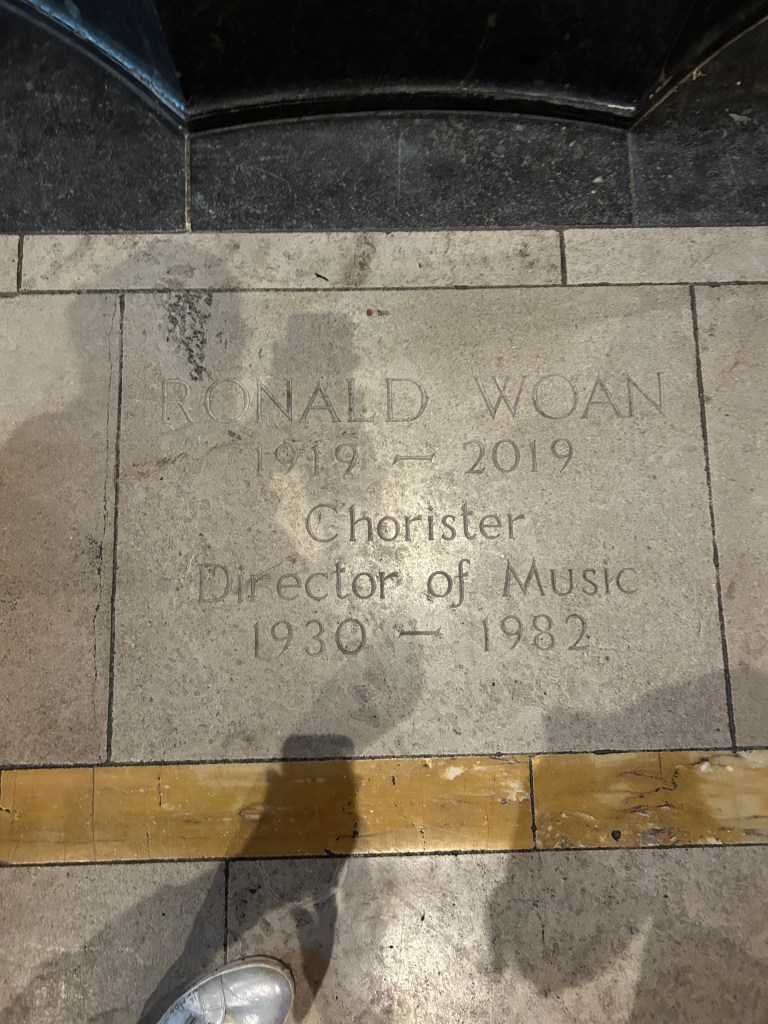 RONALD WOAN
1919 – 2019
Chorister
Director of Music
1930 – 1982